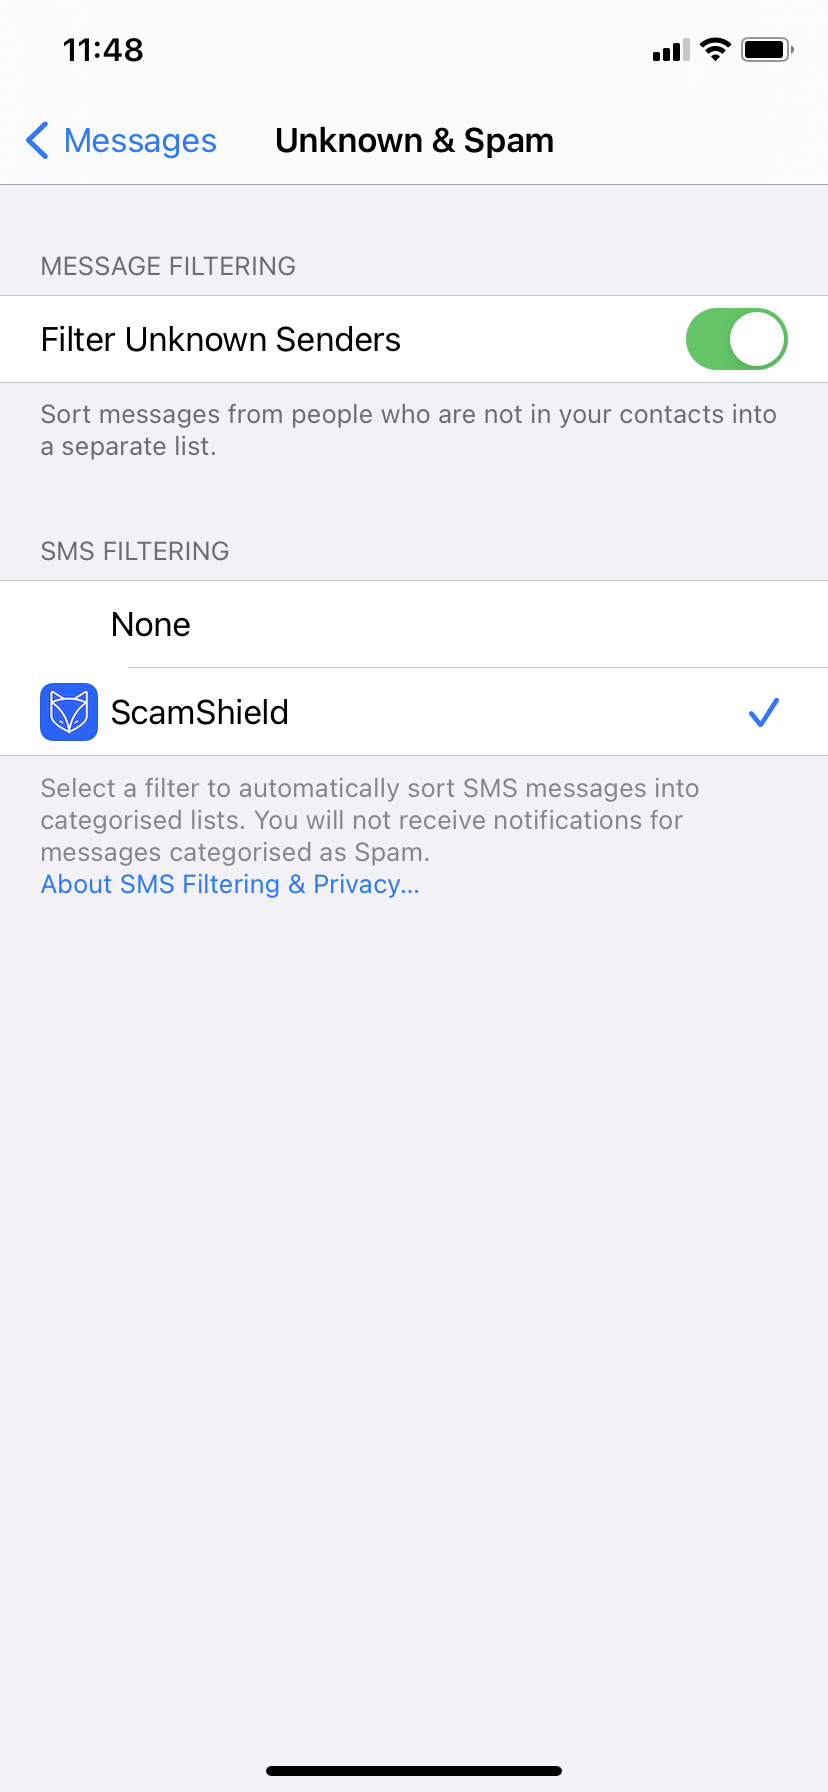 11:48
Messages
Unknown & Spam
MESSAGE FILTERING
Filter Unknown Senders
Sort messages from people who are not in your contacts into
a separate list.
SMS FILTERING
None
ScamShield
Select a filter to automatically sort SMS messages into
categorised lists. You will not receive notifications for
messages categorised as Spam.
About SMS Filtering & Privacy...